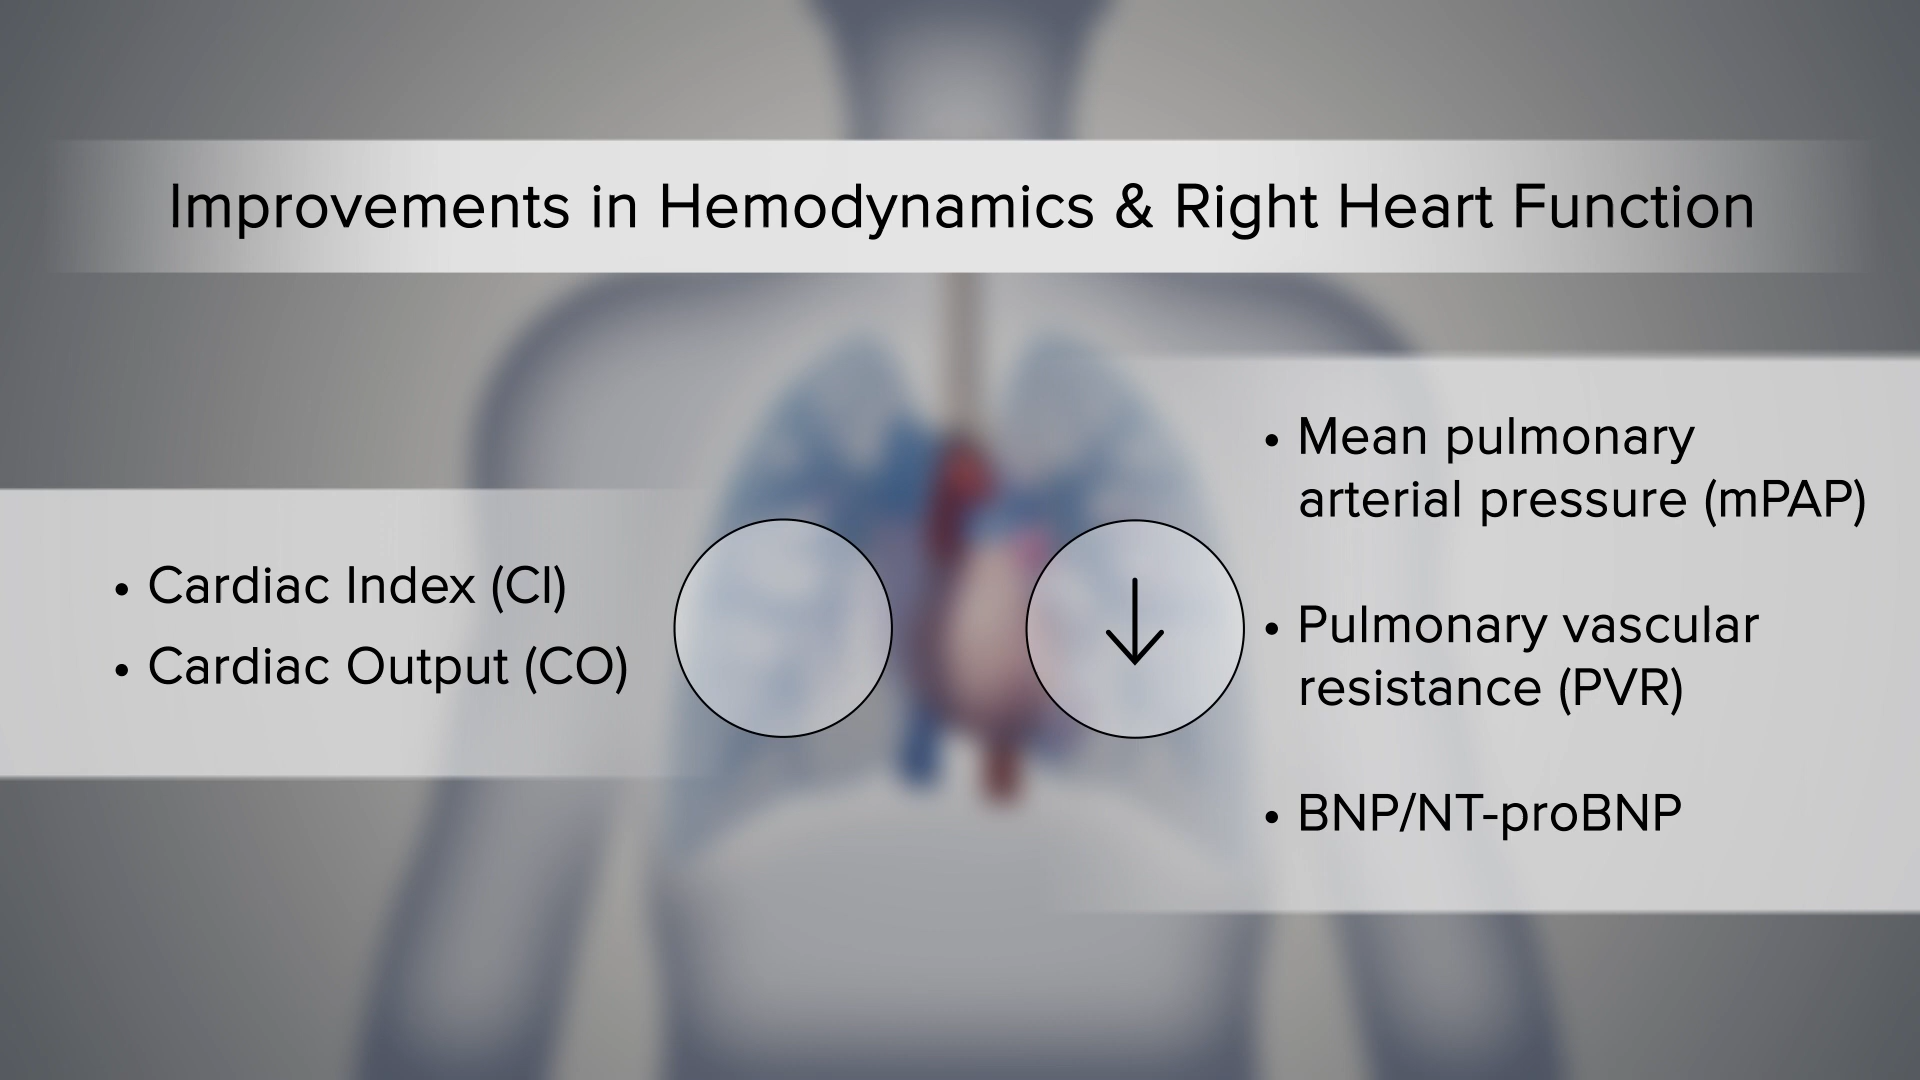 Improvements in Hemodynamics & Right Heart Function
• Cardiac Index (CI)
• Cardiac Output (CO)
↓
• Mean pulmonary
arterial pressure (mPAP)
• Pulmonary vascular
resistance (PVR)
• BNP/NT-proBNP